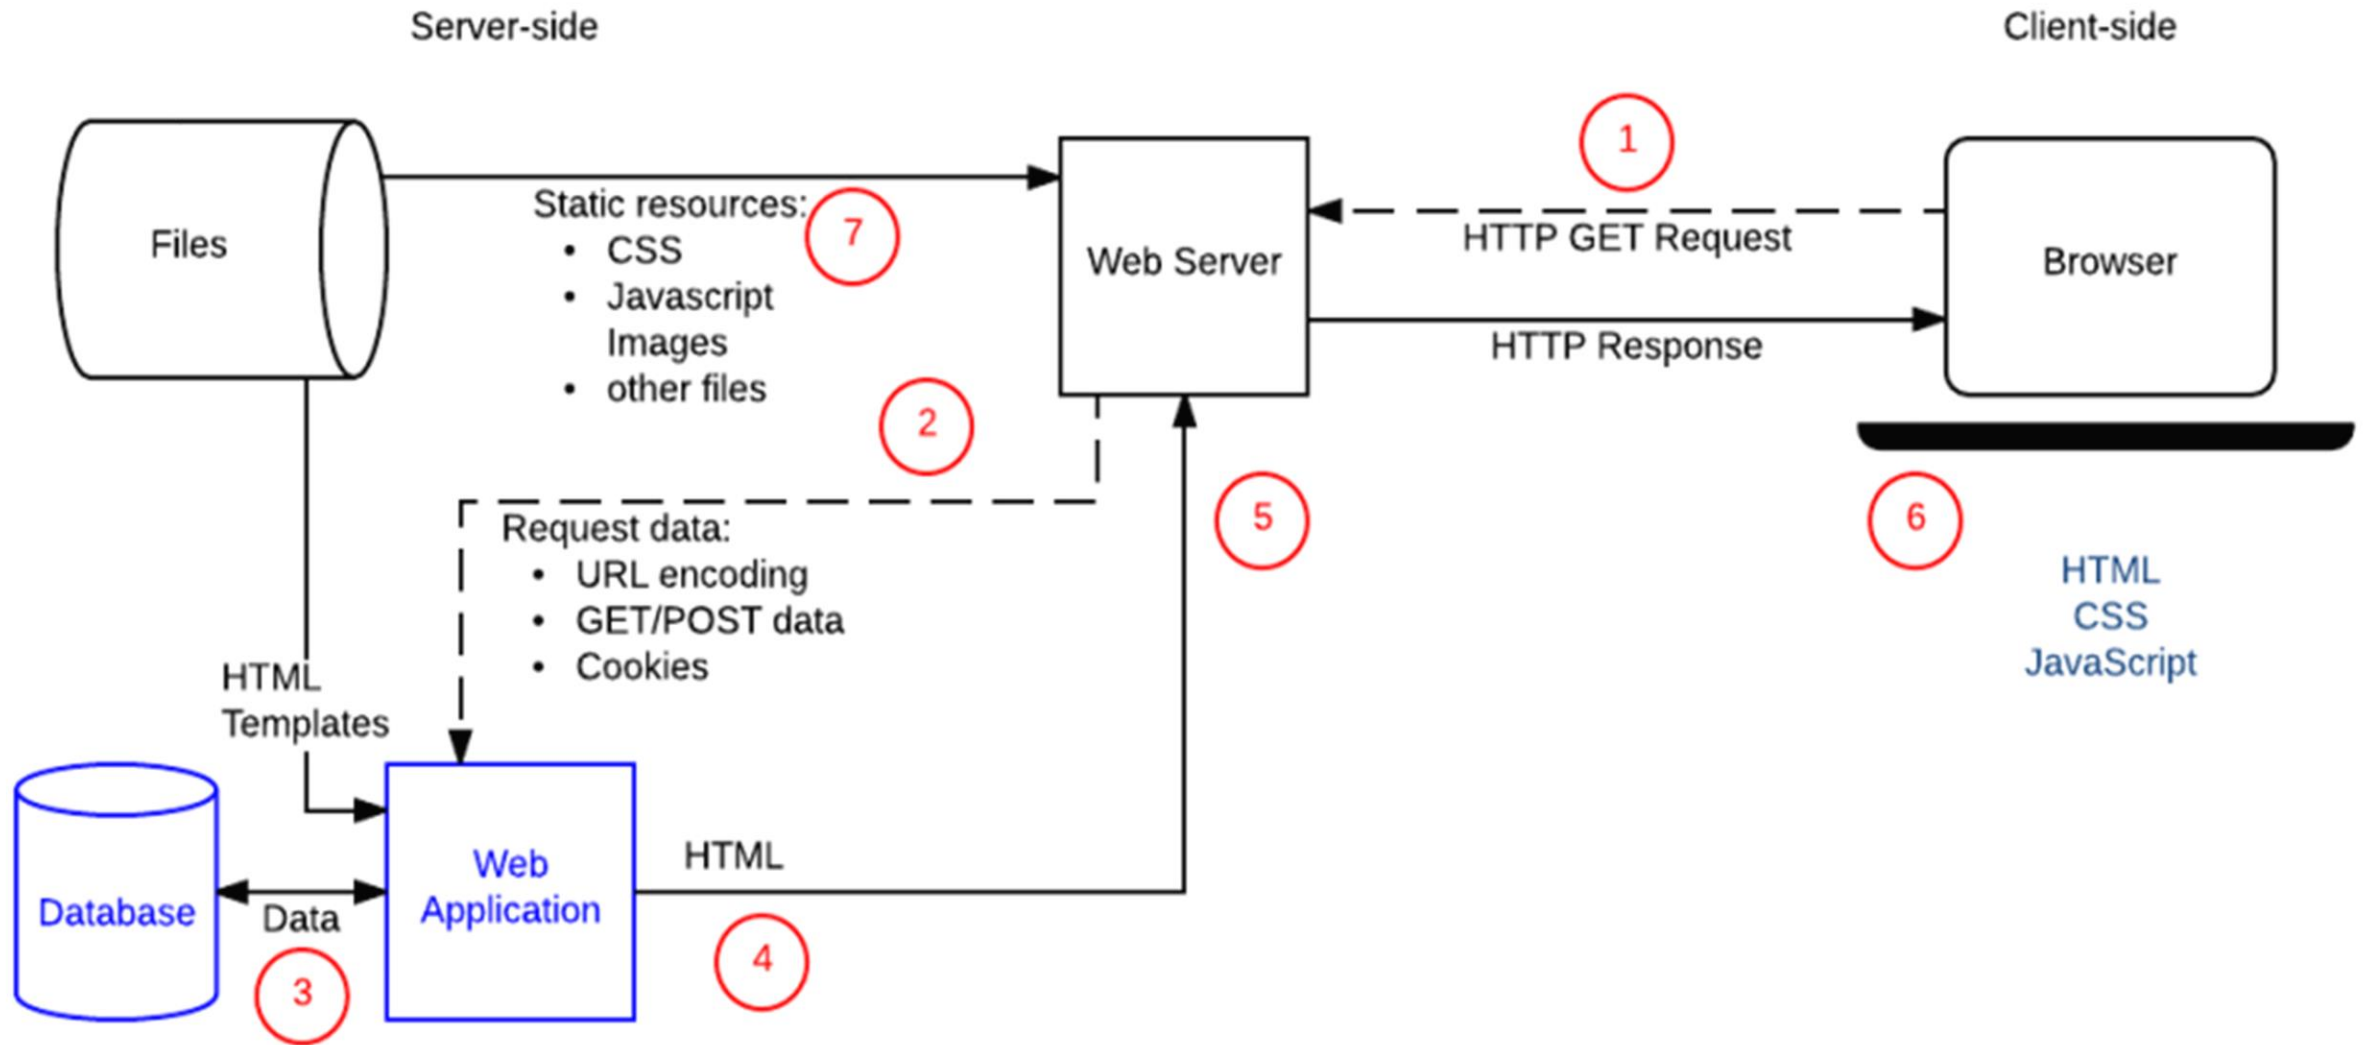 Server-side
Client-side
1
Files
Static resources:
• CSS
• Javascript
Images
• other files
7
Web Server
HTTP GET Request
HTTP Response
Browser
2
Request data:
• URL encoding
• GET/POST data
• Cookies
5
6
HTML
CSS
JavaScript
HTML
Templates
Database
Data
3
Web
Application
HTML
4